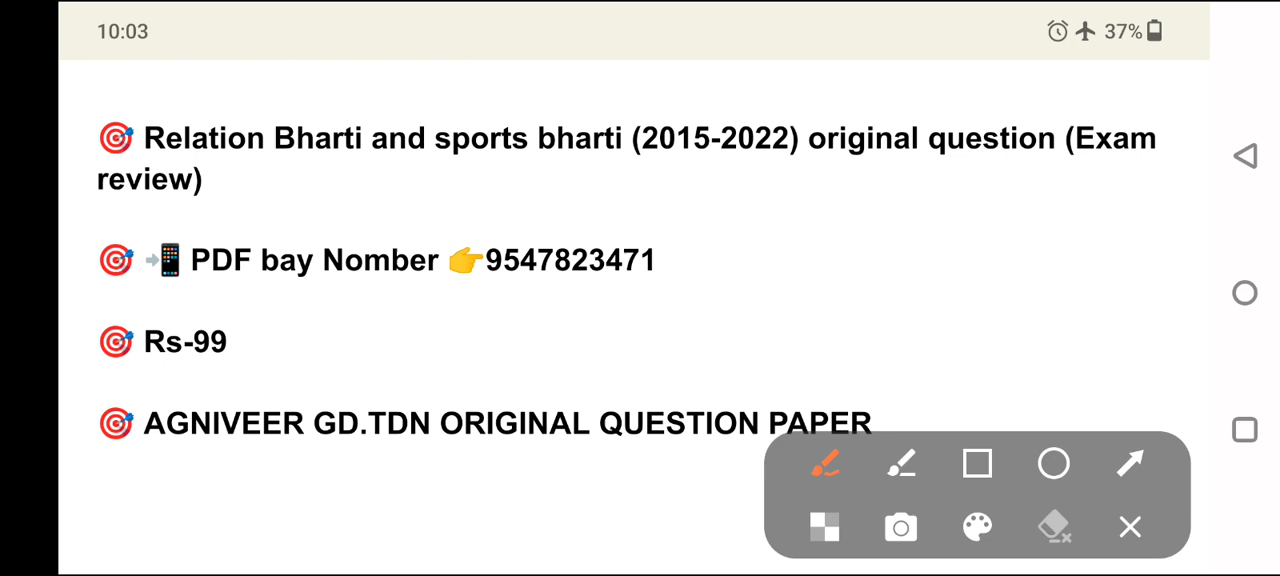 10:03
37%
🎯 Relation Bharti and sports bharti (2015-2022) original question (Exam
review)
🎯 📲 PDF bay Nomber 👉9547823471
🎯 Rs-99
🎯 AGNIVEER GD.TDN ORIGINAL QUESTION PAPER